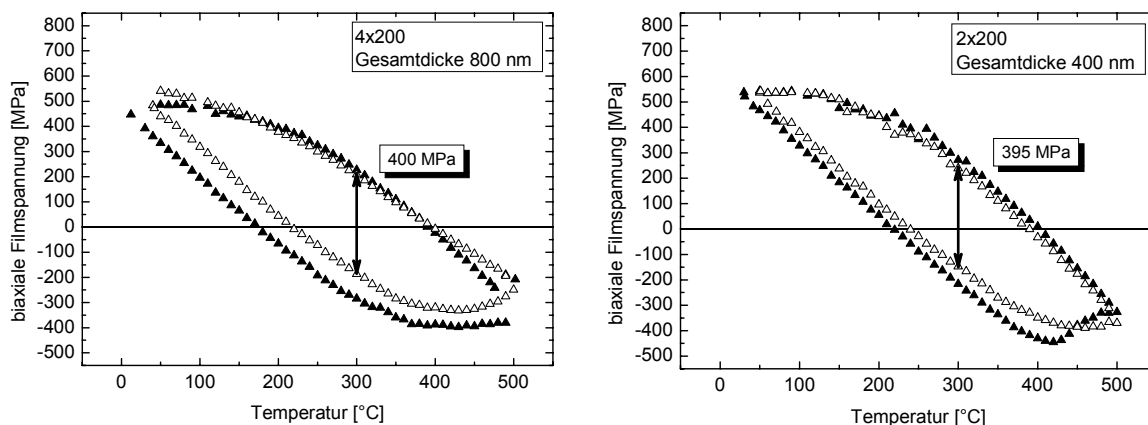 800
700
600
500
400
300
200
100
0
-100
-200
-300
-400
-500
biaxiale Filmspannung [MPa]
4x200
Gesamtdicke 800 nm
400 MPa
0 100 200 300 400 500
Temperatur [°C]
800
700
600
500
400
300
200
100
0
-100
-200
-300
-400
-500
biaxiale Filmspannung [MPa]
2x200
Gesamtdicke 400 nm
395 MPa
0 100 200 300 400 500
Temperatur [°C]